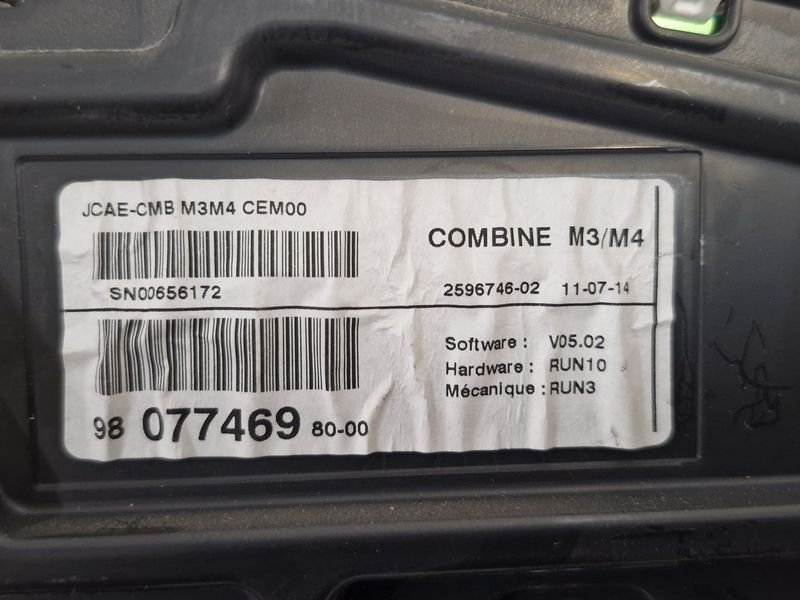 JCAE-CMB M3M4 CEM00
SN00656172
98 077469 80-00
COMBINE M3/M4
2596746-02 11-07-14
Software : V05.02
Hardware : RUN10
Mécanique : RUN3